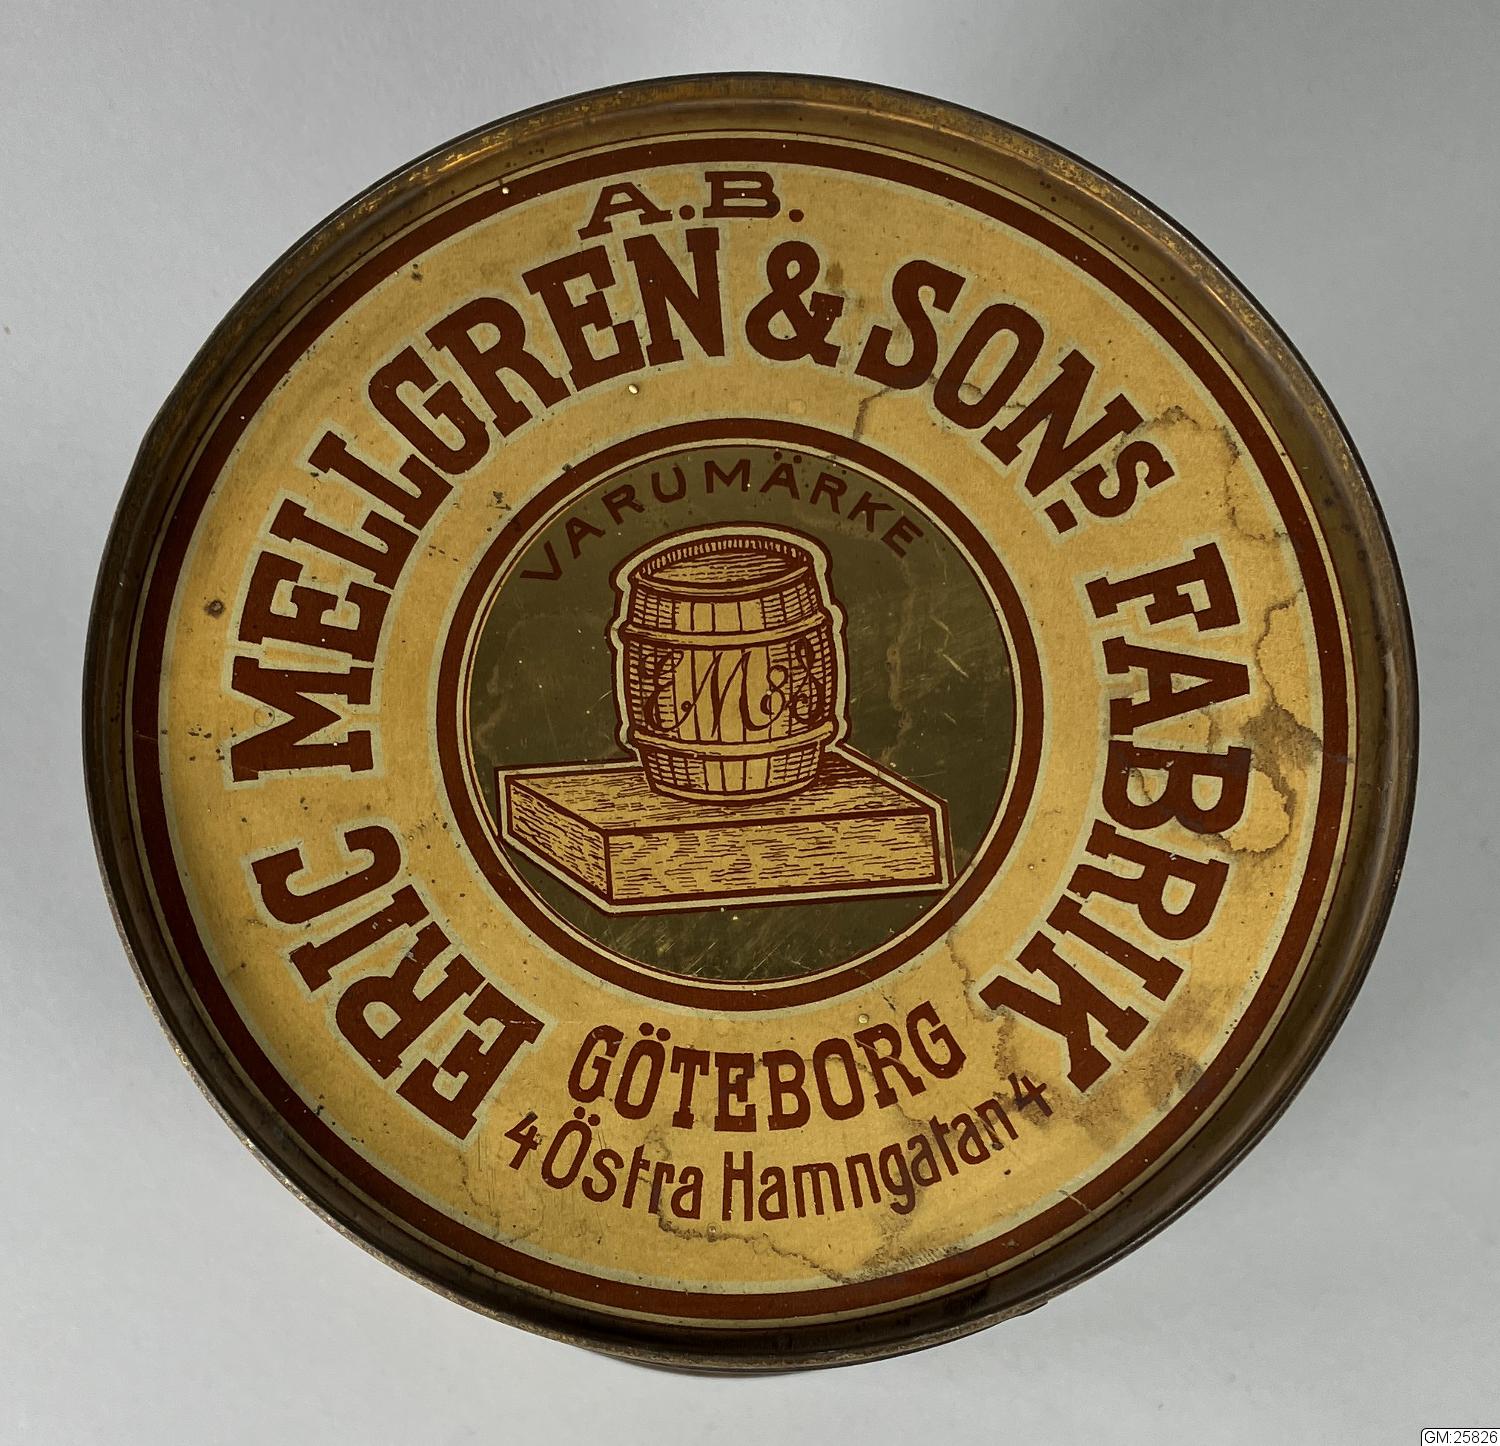 A.B.
ERIC MELLGREN & SONS. FABRIK
VARUMÄRKE
EM&S
GÖTEBORG
4 Östra Hamngatan 4
GM:25826